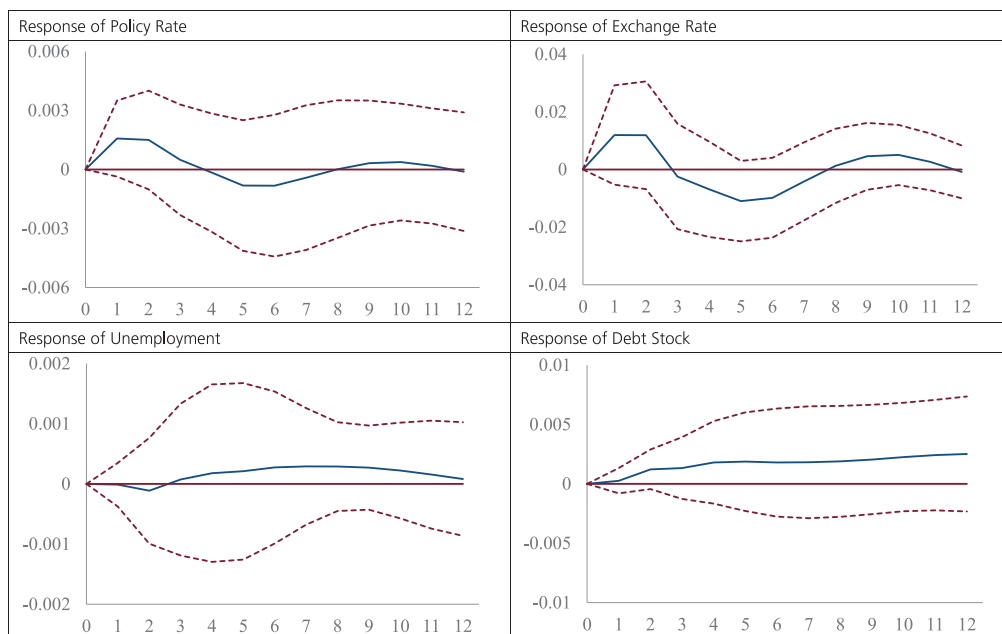 Response of Policy Rate
0.006
0.003
0
-0.003
-0.006
0 1 2 3 4 5 6 7 8 9 10 11 12
Response of Exchange Rate
0.04
0.02
0
-0.02
-0.04
0 1 2 3 4 5 6 7 8 9 10 11 12
Response of Unemployment
0.002
0.001
0
-0.001
-0.002
0 1 2 3 4 5 6 7 8 9 10 11 12
Response of Debt Stock
0.01
0.005
0
-0.005
-0.01
0 1 2 3 4 5 6 7 8 9 10 11 12